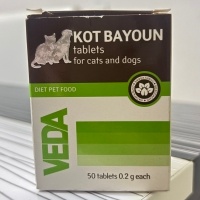 KOT BAYOUN
tablets
for cats and dogs
DIET PET FOOD
VEDA
50 tablets 0.2 g each